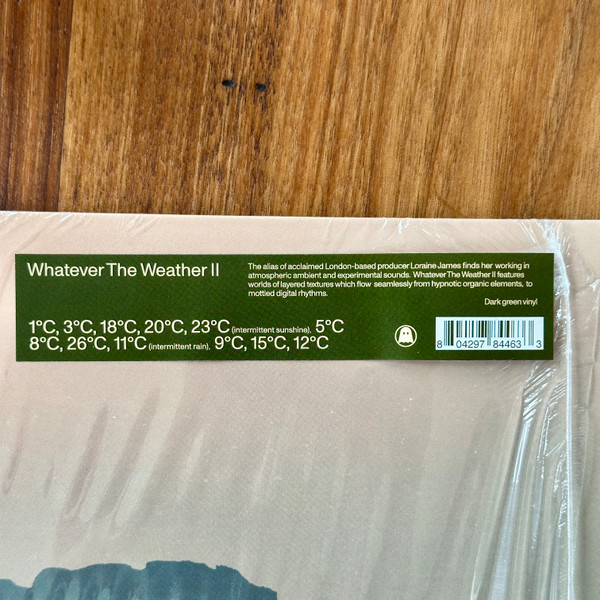 Whatever The Weather II
The alias of acclaimed London-based producer Loraine James finds her working in
atmospheric ambient and experimental sounds. Whatever The Weather II features
worlds of layered textures which flow seamlessly from hypnotic organic elements, to
mottled digital rhythms.
Dark green vinyl
1°C, 3°C, 18°C, 20°C, 23°C (intermittent sunshine), 5°C
8°C, 26°C, 11°C (intermittent rain), 9°C, 15°C, 12°C
8 04297 84463 3